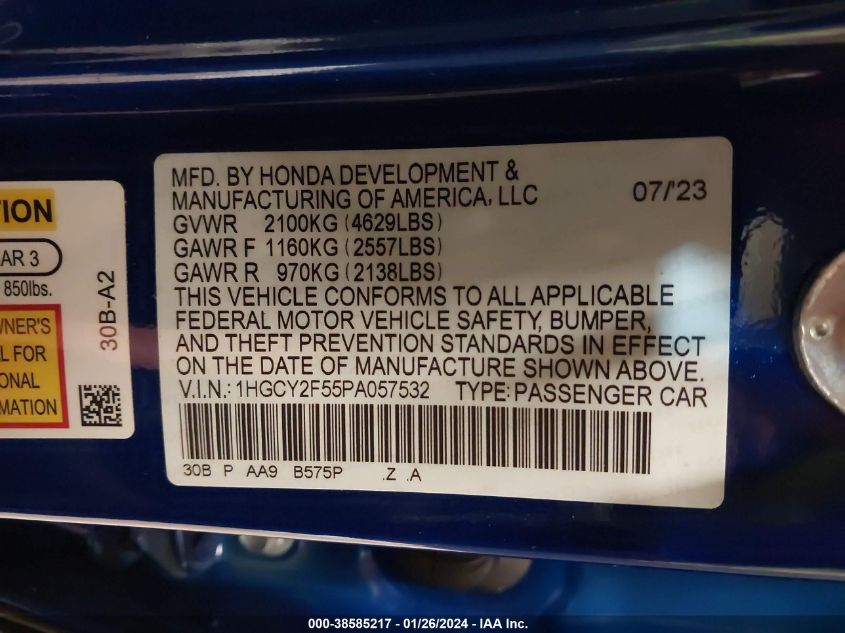 TION
AR 3
850lbs.
WNER'S
L FOR
ONAL
MATION
30B-A2
MFD. BY HONDA DEVELOPMENT &
MANUFACTURING OF AMERICA, LLC 07/'23
GVWR 2100KG (4629LBS)
GAWR F 1160KG (2557LBS)
GAWR R 970KG (2138LBS)
THIS VEHICLE CONFORMS TO ALL APPLICABLE
FEDERAL MOTOR VEHICLE SAFETY, BUMPER,
AND THEFT PREVENTION STANDARDS IN EFFECT
ON THE DATE OF MANUFACTURE SHOWN ABOVE.
V.I.N.: 1HGCY2F55PA057532 TYPE: PASSENGER CAR
30B P AA9 B575P .Z .A
000-38585217 - 01/26/2024 - IAA Inc.